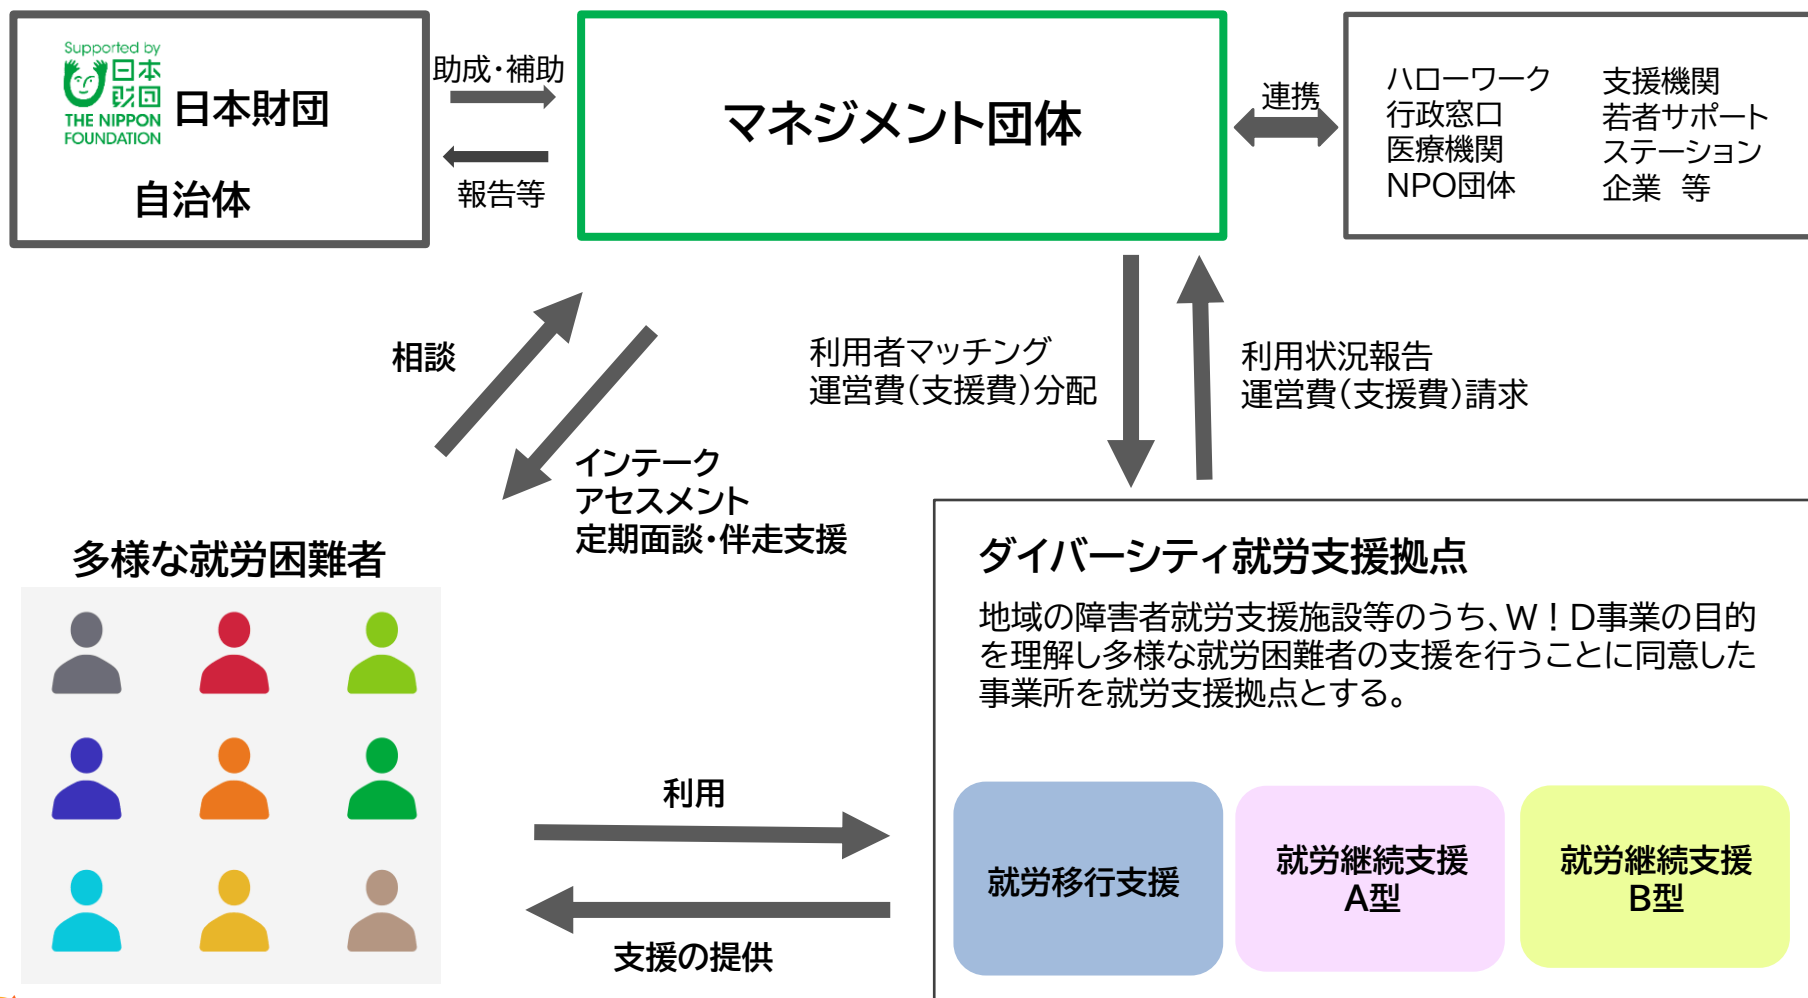 Supported by
日本
財団
THE NIPPON
FOUNDATION
日本財団
自治体
助成・補助
報告等
マネジメント団体
連携
ハローワーク
行政窓口
医療機関
NPO団体
支援機関
若者サポート
ステーション
企業　等
相談
インテーク
アセスメント
定期面談・伴走支援
利用者マッチング
運営費(支援費)分配
利用状況報告
運営費(支援費)請求
多様な就労困難者
ダイバーシティ就労支援拠点
地域の障害者就労支援施設等のうち、W！D事業の目的
を理解し多様な就労困難者の支援を行うことに同意した
事業所を就労支援拠点とする。
利用
支援の提供
就労移行支援
就労継続支援
A型
就労継続支援
B型